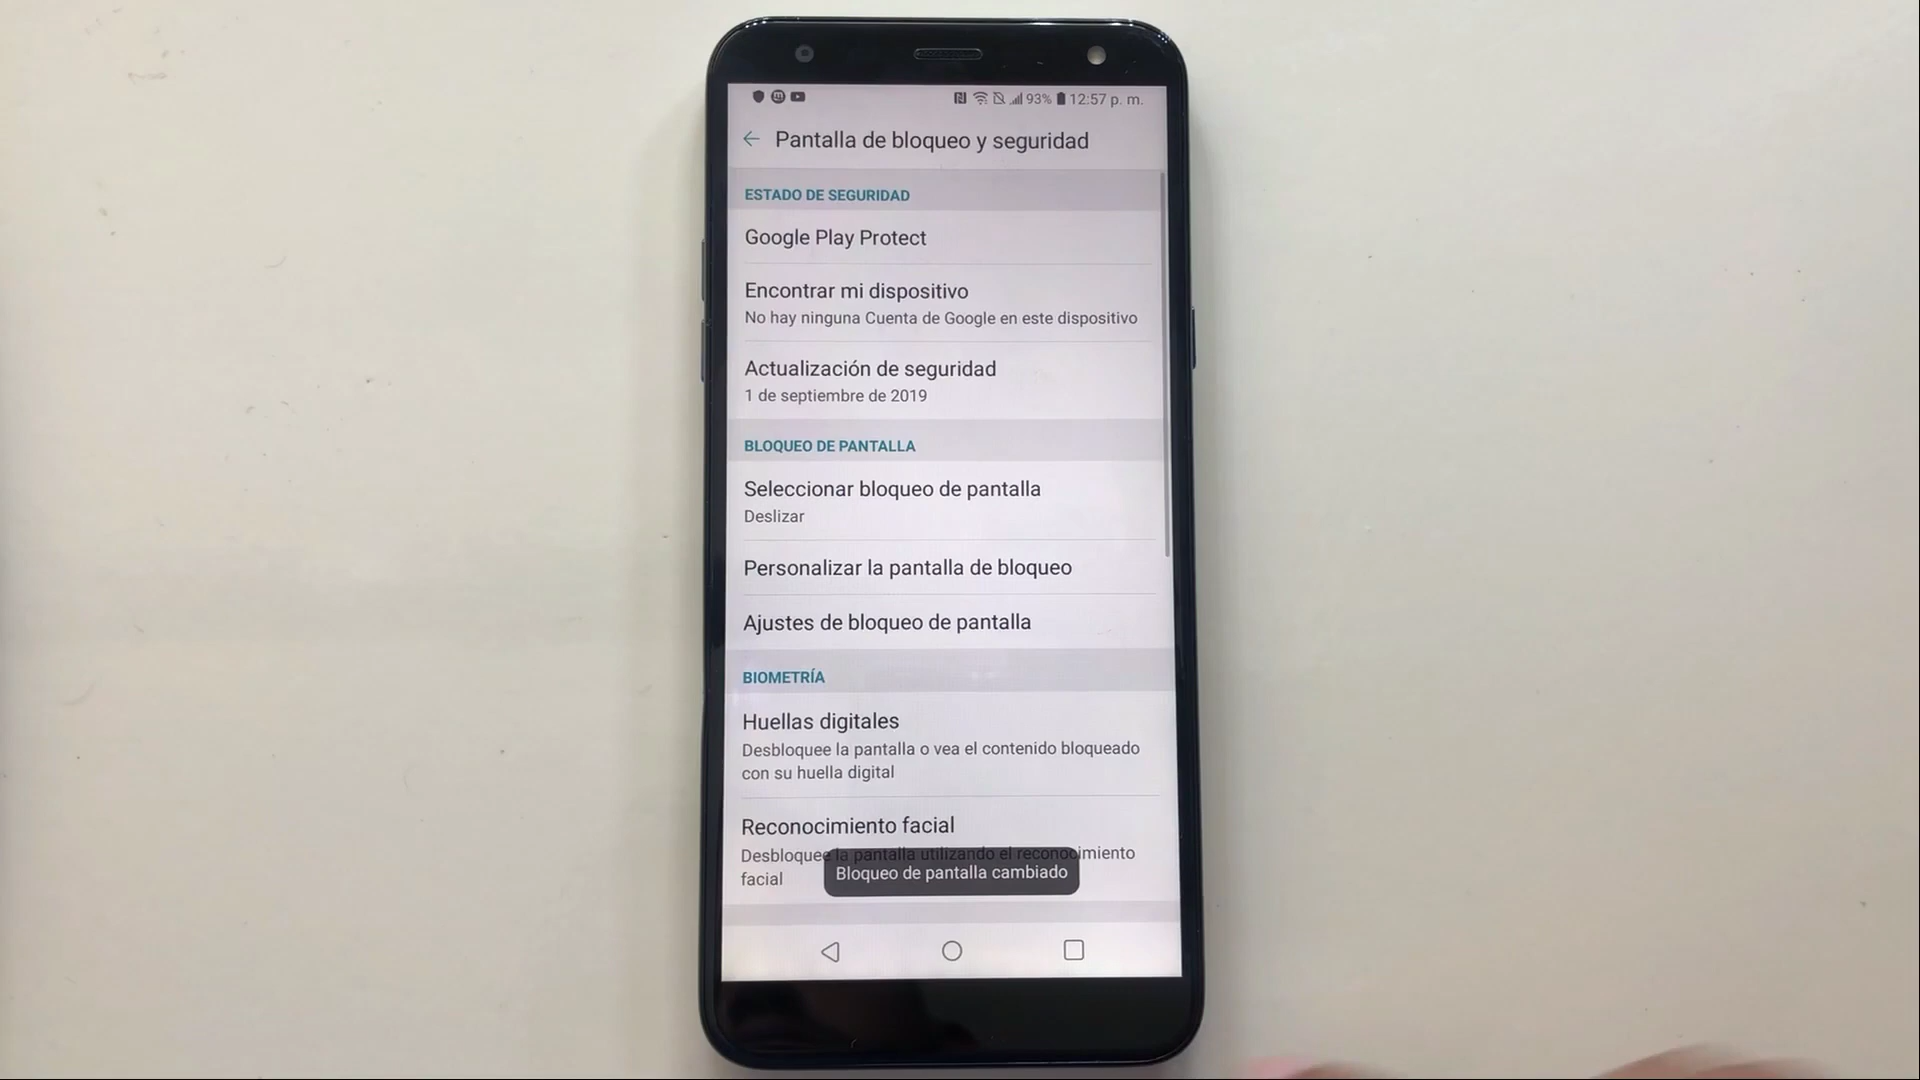 93% 12:57 p. m.
Pantalla de bloqueo y seguridad
ESTADO DE SEGURIDAD
Google Play Protect
Encontrar mi dispositivo
No hay ninguna Cuenta de Google en este dispositivo
Actualización de seguridad
1 de septiembre de 2019
BLOQUEO DE PANTALLA
Seleccionar bloqueo de pantalla
Deslizar
Personalizar la pantalla de bloqueo
Ajustes de bloqueo de pantalla
BIOMETRÍA
Huellas digitales
Desbloquee la pantalla o vea el contenido bloqueado
con su huella digital
Reconocimiento facial
Desbloquee la pantalla utilizando el reconocimiento
facial
Bloqueo de pantalla cambiado